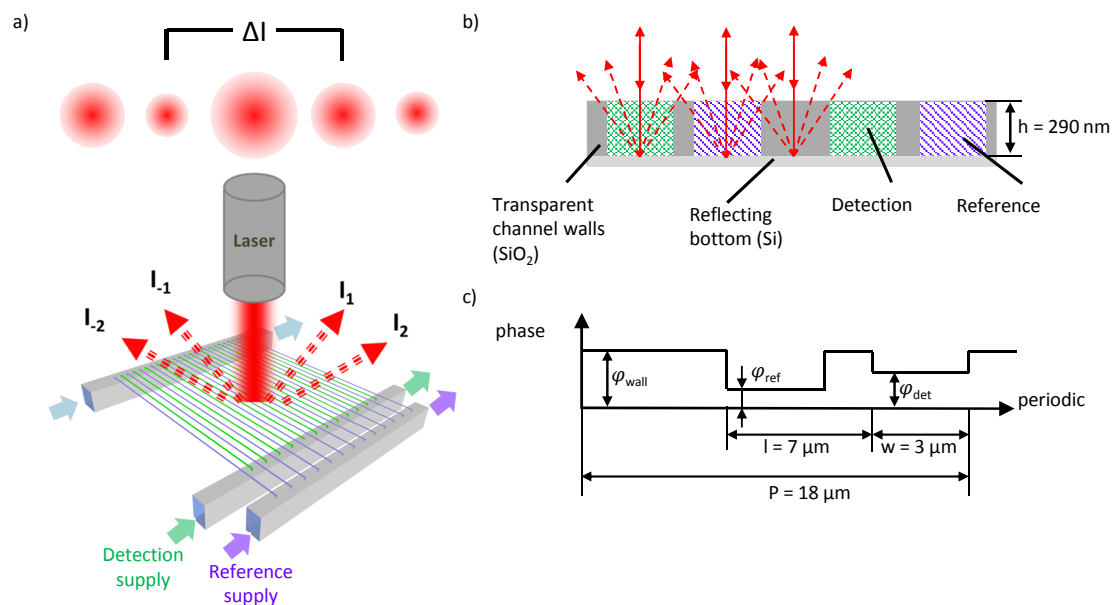 a)
ΔI
Laser
I-2
I-1
I1
I2
Detection
supply
Reference
supply
b)
h = 290 nm
Transparent
channel walls
(SiO2)
Reflecting
bottom (Si)
Detection
Reference
c)
phase
φwall
φref
φdet
periodic
l = 7 µm
w = 3 µm
P = 18 µm